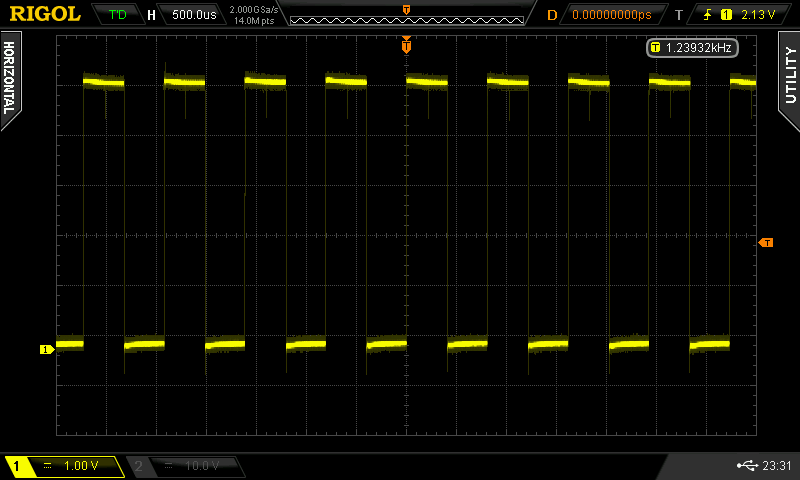 RIGOL T'D H 500.0us 2.000GSa/s 14.0M pts T D 0.00000000ps T 1 2.13 V
HORIZONTAL
UTILITY
T
T 1.23932kHz
T
1
1 1.00 V 2 10.0 V 23:31